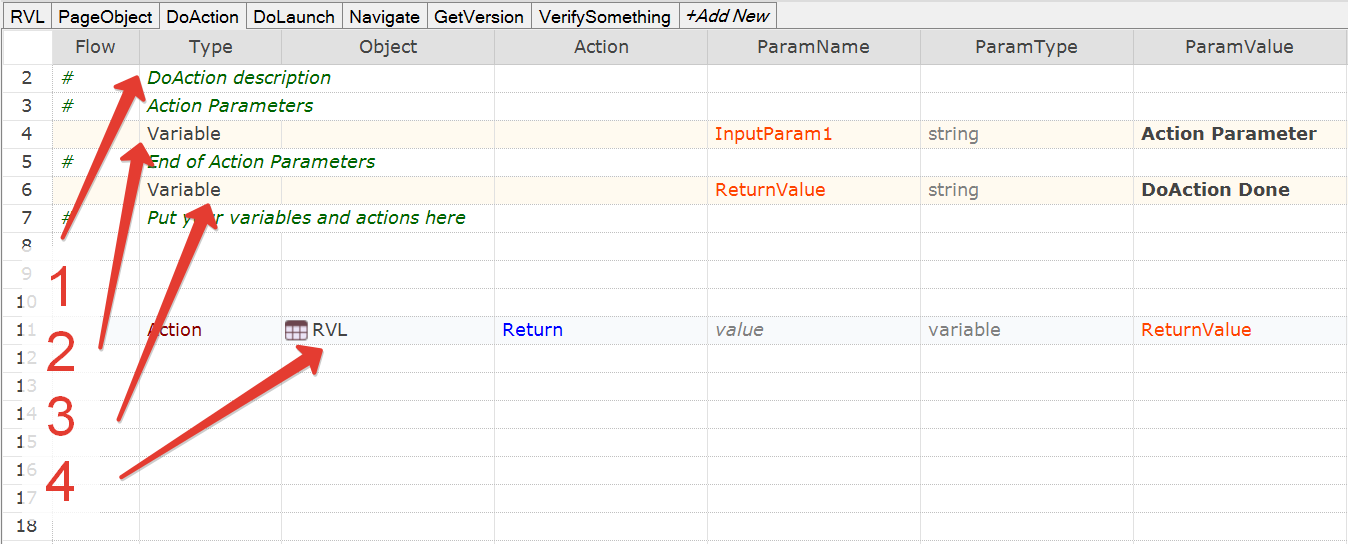 RVL PageObject DoAction DoLaunch Navigate GetVersion VerifySomething +Add New
Flow Type Object Action ParamName ParamType ParamValue
2 # DoAction description
3 # Action Parameters
4 Variable InputParam1 string Action Parameter
5 # End of Action Parameters
6 Variable ReturnValue string DoAction Done
7 # Put your variables and actions here
8
9
1
10
11 Action RVL Return value variable ReturnValue
2
12
13
3
14
15
4
16
17
18